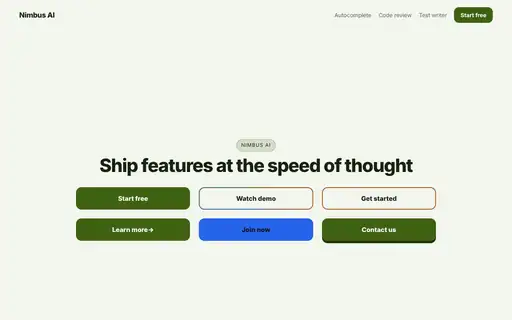 Nimbus AI
Autocomplete Code review Test writer Start free
NIMBUS AI
Ship features at the speed of thought
Start free Watch demo Get started
Learn more→ Join now Contact us